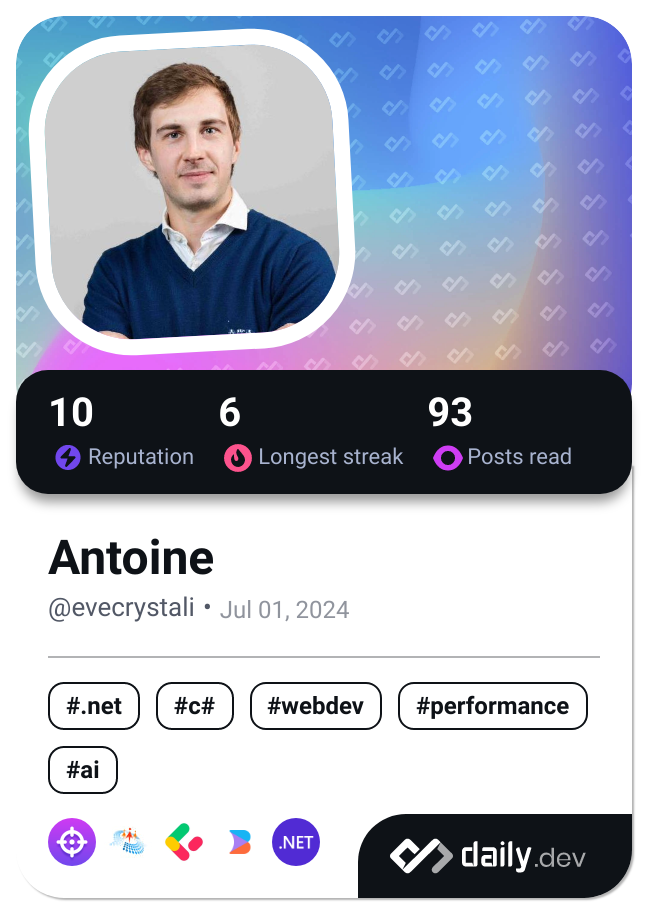 10 6 93
Reputation Longest streak Posts read
Antoine
@evecrystali • Jul 01, 2024
#.net #c# #webdev #performance
#ai
.NET
daily.dev